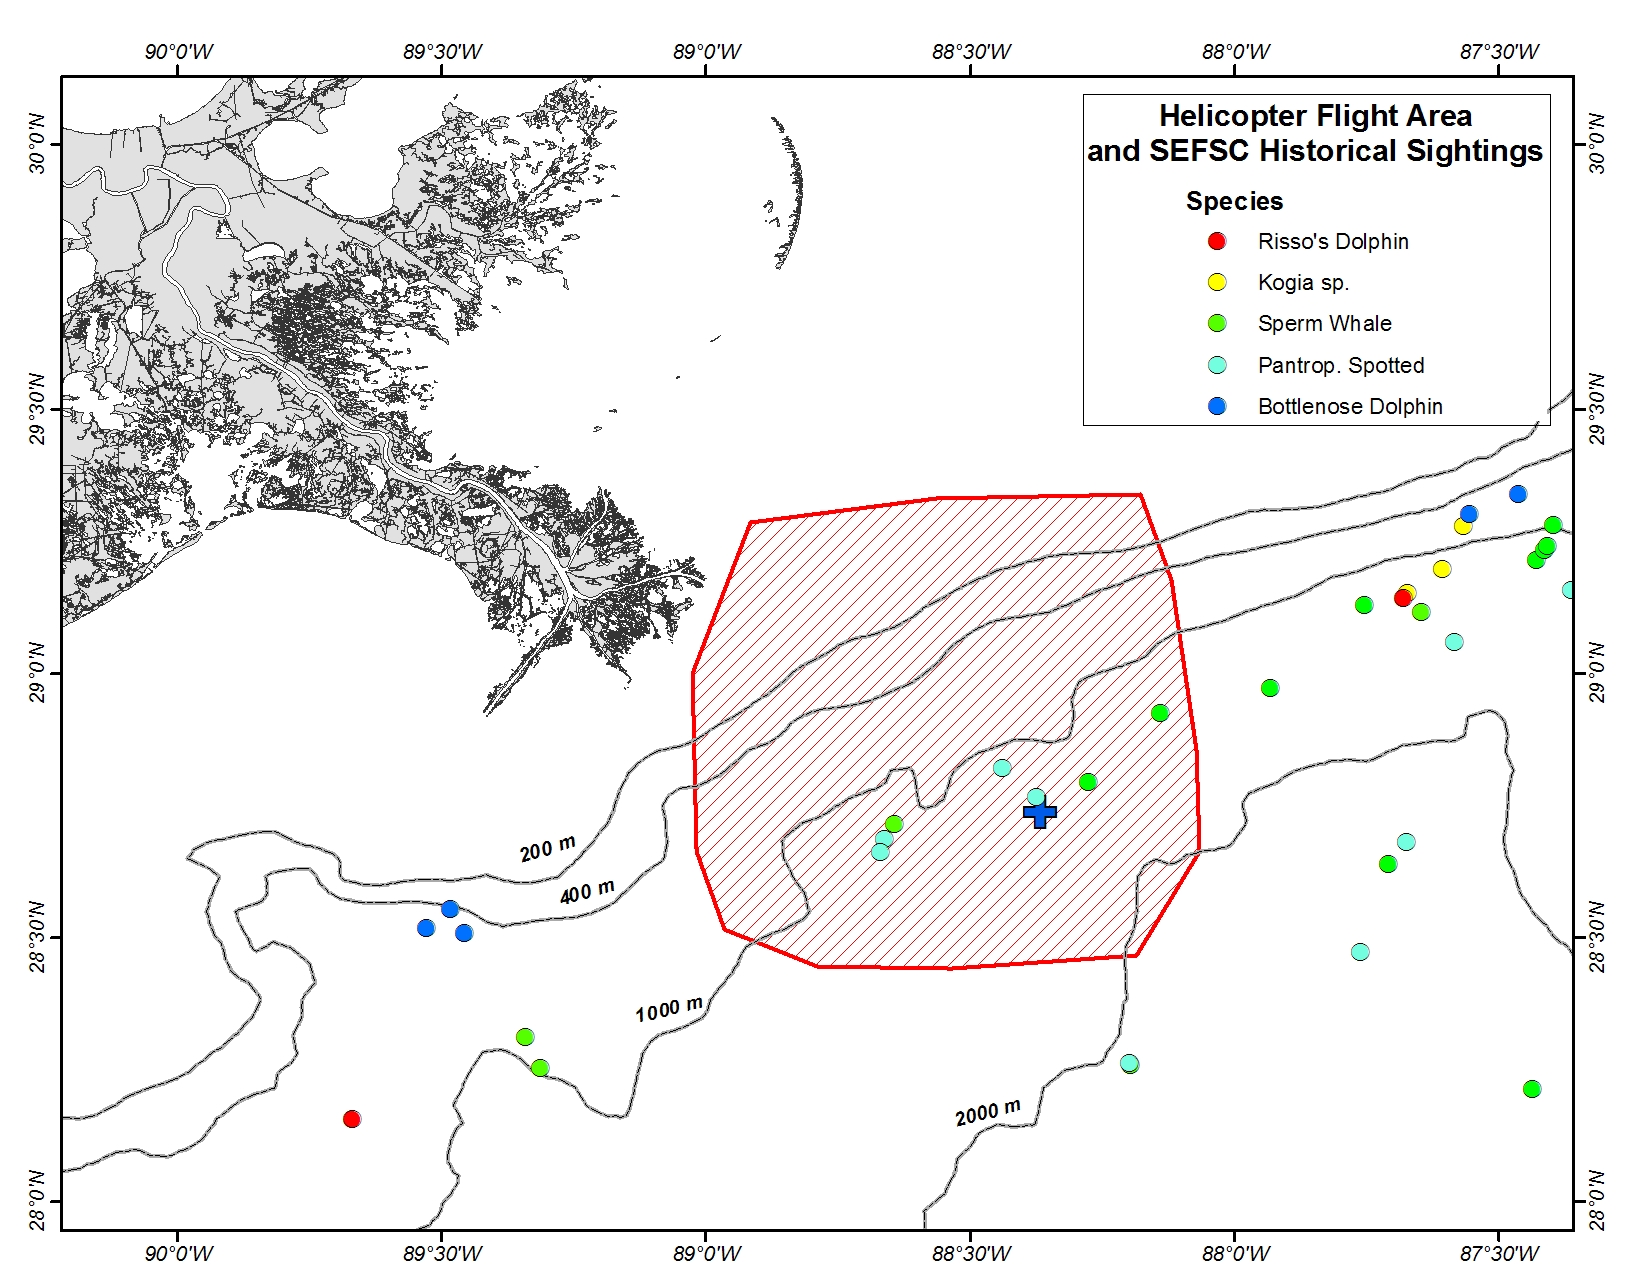 90°0'W 89°30'W 89°0'W 88°30'W 88°0'W 87°30'W
Helicopter Flight Area
and SEFSC Historical Sightings
Species
Risso's Dolphin
Kogia sp.
Sperm Whale
Pantrop. Spotted
Bottlenose Dolphin
30°0'N 30°0'N
29°30'N 29°30'N
29°0'N 29°0'N
200 m
400 m
28°30'N 28°30'N
1000 m
2000 m
28°0'N 28°0'N
90°0'W 89°30'W 89°0'W 88°30'W 88°0'W 87°30'W